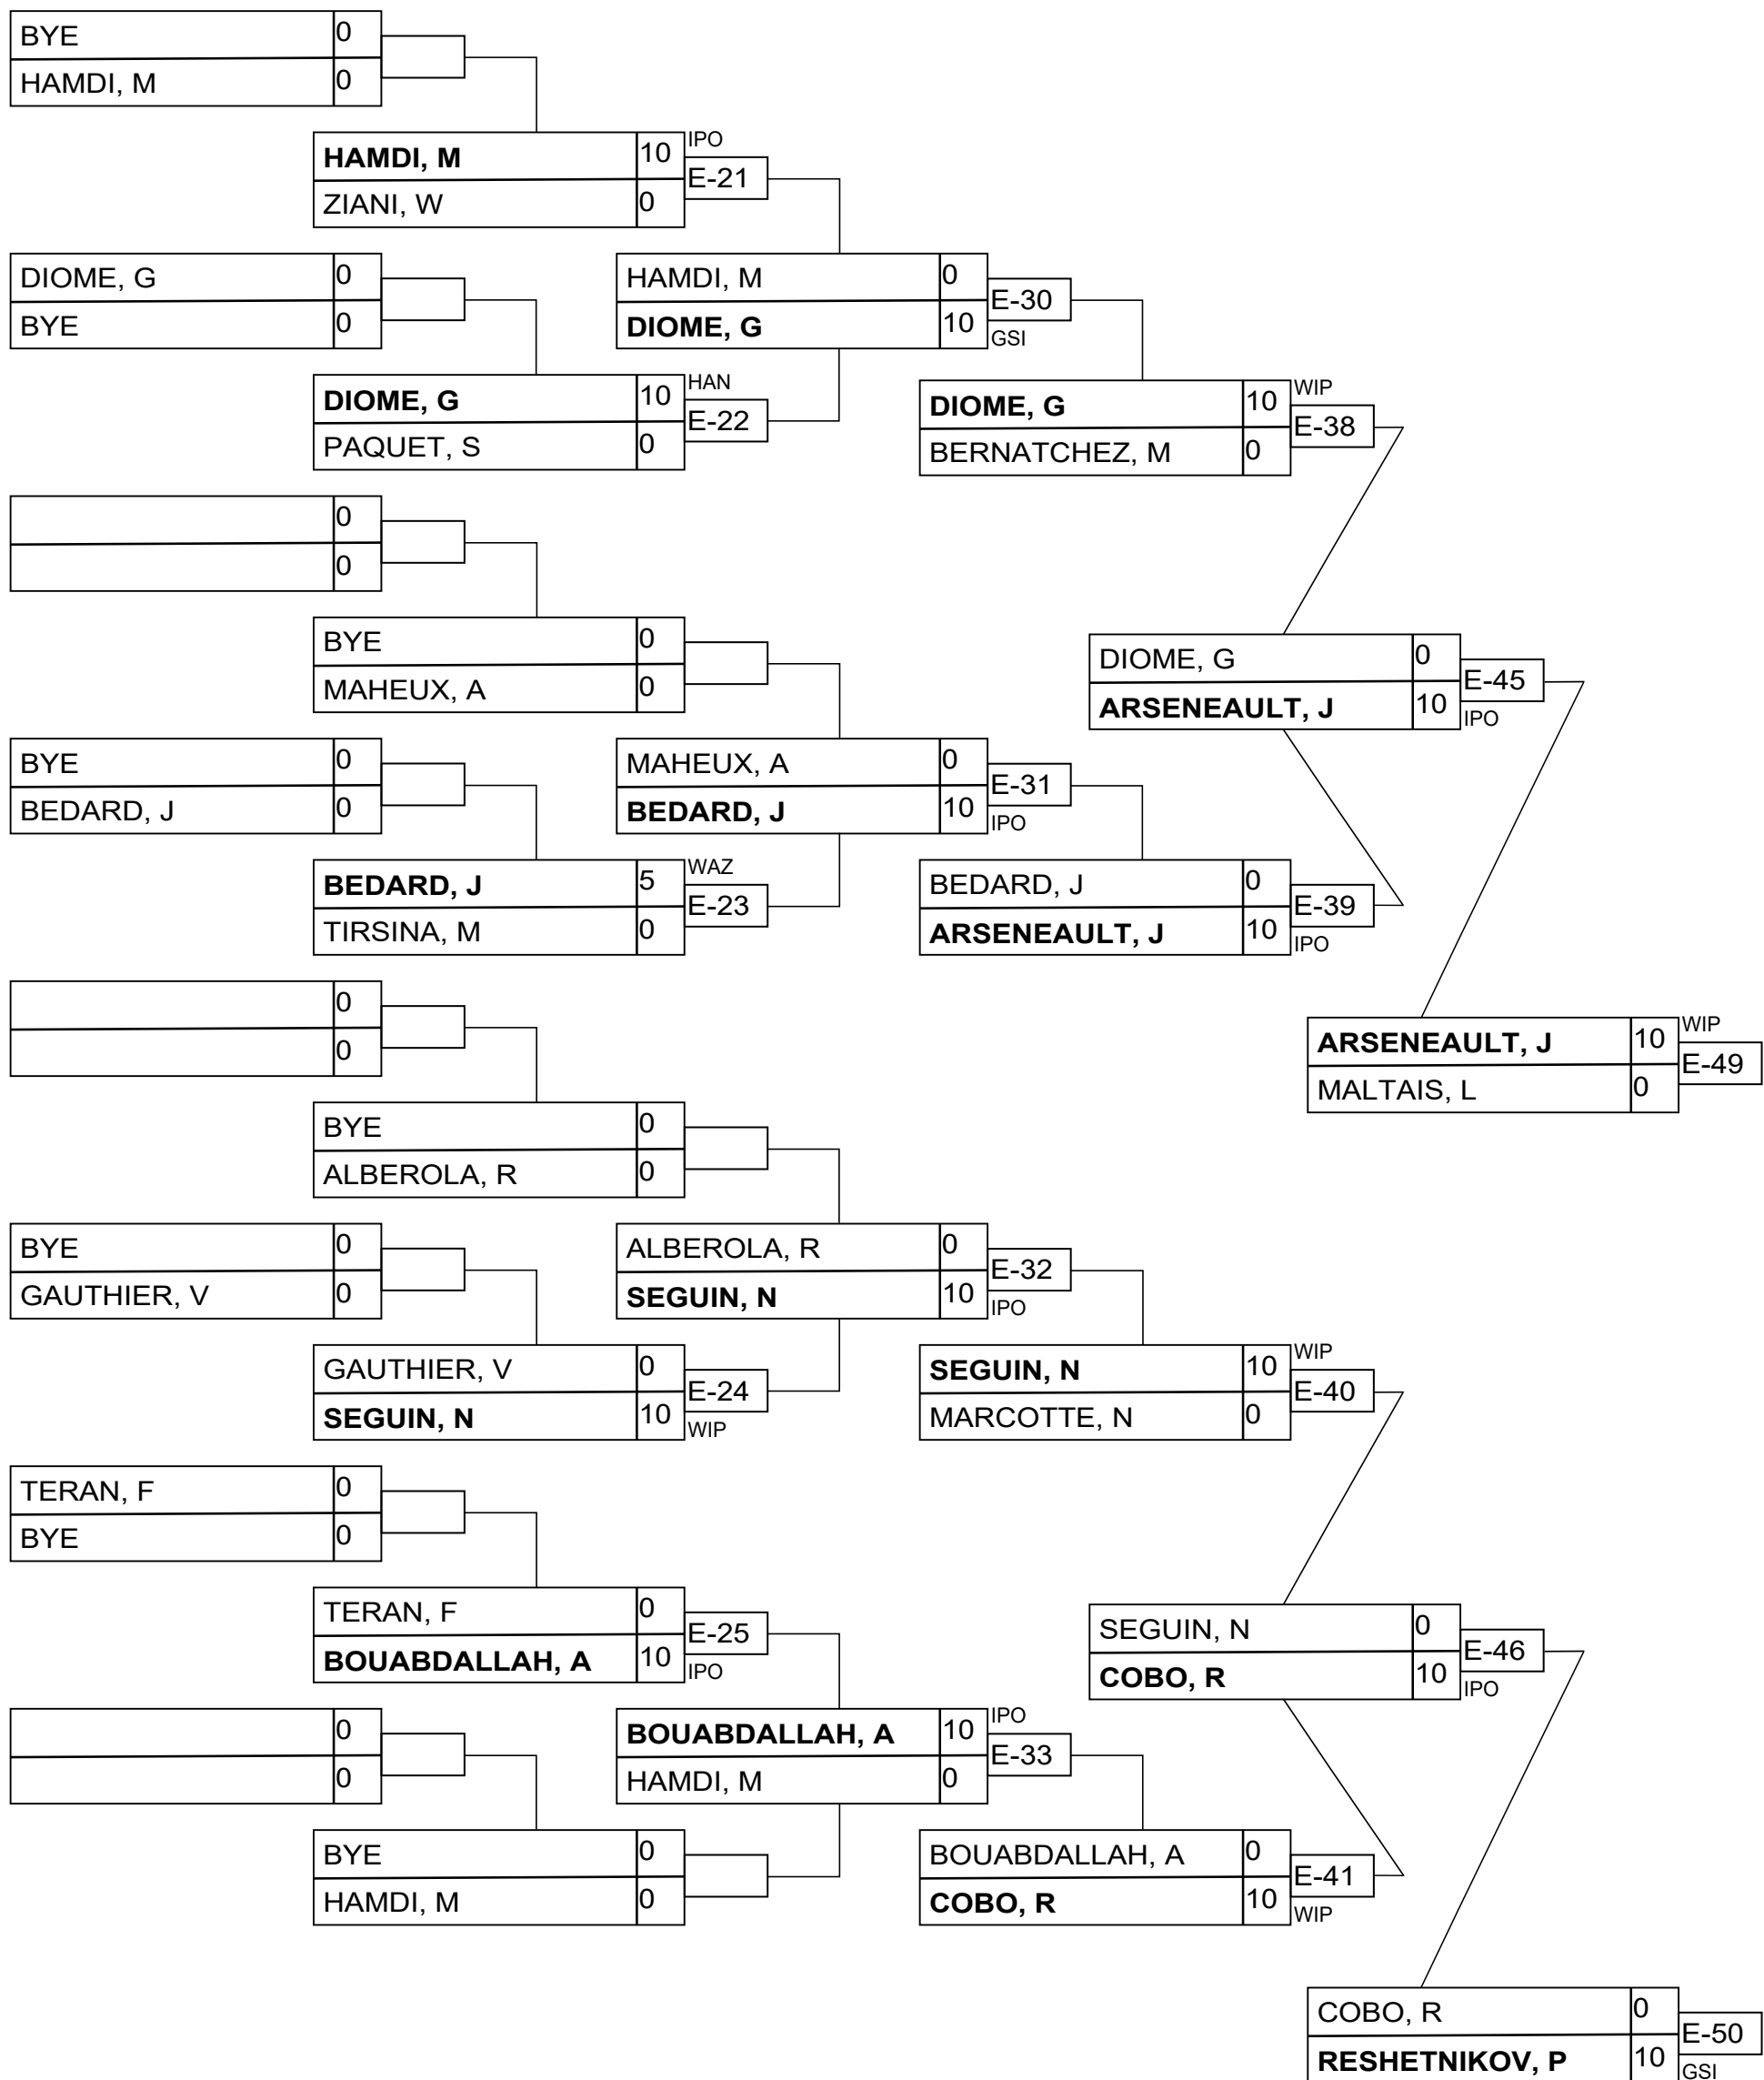 BYE 0
HAMDI, M 0
HAMDI, M 10 IPO
E-21
ZIANI, W 0
DIOME, G 0
BYE 0
HAMDI, M 0
E-30
DIOME, G 10 GSI
DIOME, G 10 HAN
E-22
PAQUET, S 0
DIOME, G 10 WIP
E-38
BERNATCHEZ, M 0
0
0
BYE 0
MAHEUX, A 0
DIOME, G 0
E-45
ARSENEAULT, J 10 IPO
BYE 0
BEDARD, J 0
MAHEUX, A 0
E-31
BEDARD, J 10 IPO
BEDARD, J 5 WAZ
E-23
TIRSINA, M 0
BEDARD, J 0
E-39
ARSENEAULT, J 10 IPO
0
0
ARSENEAULT, J 10 WIP
E-49
MALTAIS, L 0
BYE 0
ALBEROLA, R 0
BYE 0
GAUTHIER, V 0
ALBEROLA, R 0
E-32
SEGUIN, N 10 IPO
GAUTHIER, V 0
E-24
SEGUIN, N 10 WIP
SEGUIN, N 10 WIP
E-40
MARCOTTE, N 0
TERAN, F 0
BYE 0
TERAN, F 0
E-25
BOUABDALLAH, A 10 IPO
SEGUIN, N 0
E-46
COBO, R 10 IPO
0
0
BOUABDALLAH, A 10 IPO
E-33
HAMDI, M 0
BYE 0
HAMDI, M 0
BOUABDALLAH, A 0
E-41
COBO, R 10 WIP
COBO, R 0
E-50
RESHETNIKOV, P 10 GSI